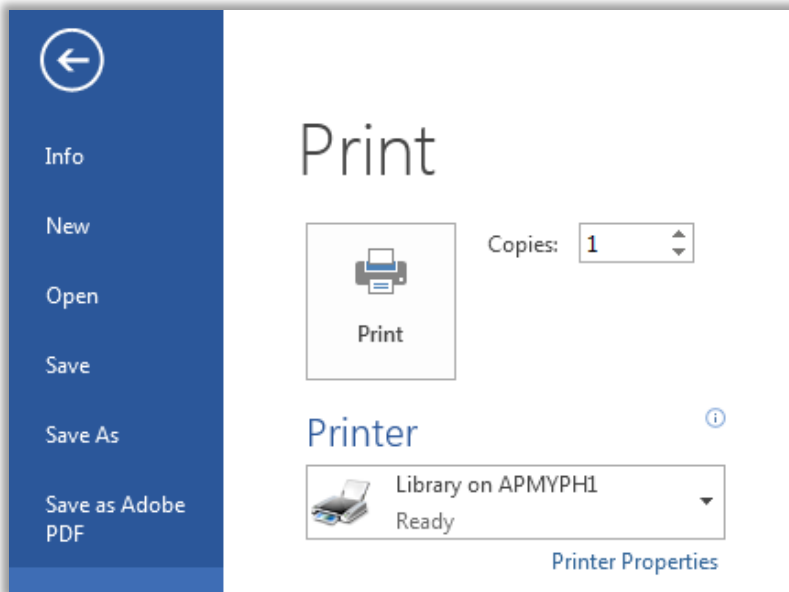 Info
New
Open
Save
Save As
Save as Adobe
PDF
Print
Print
Copies: 1
Printer
Library on APMYPH1
Ready
Printer Properties